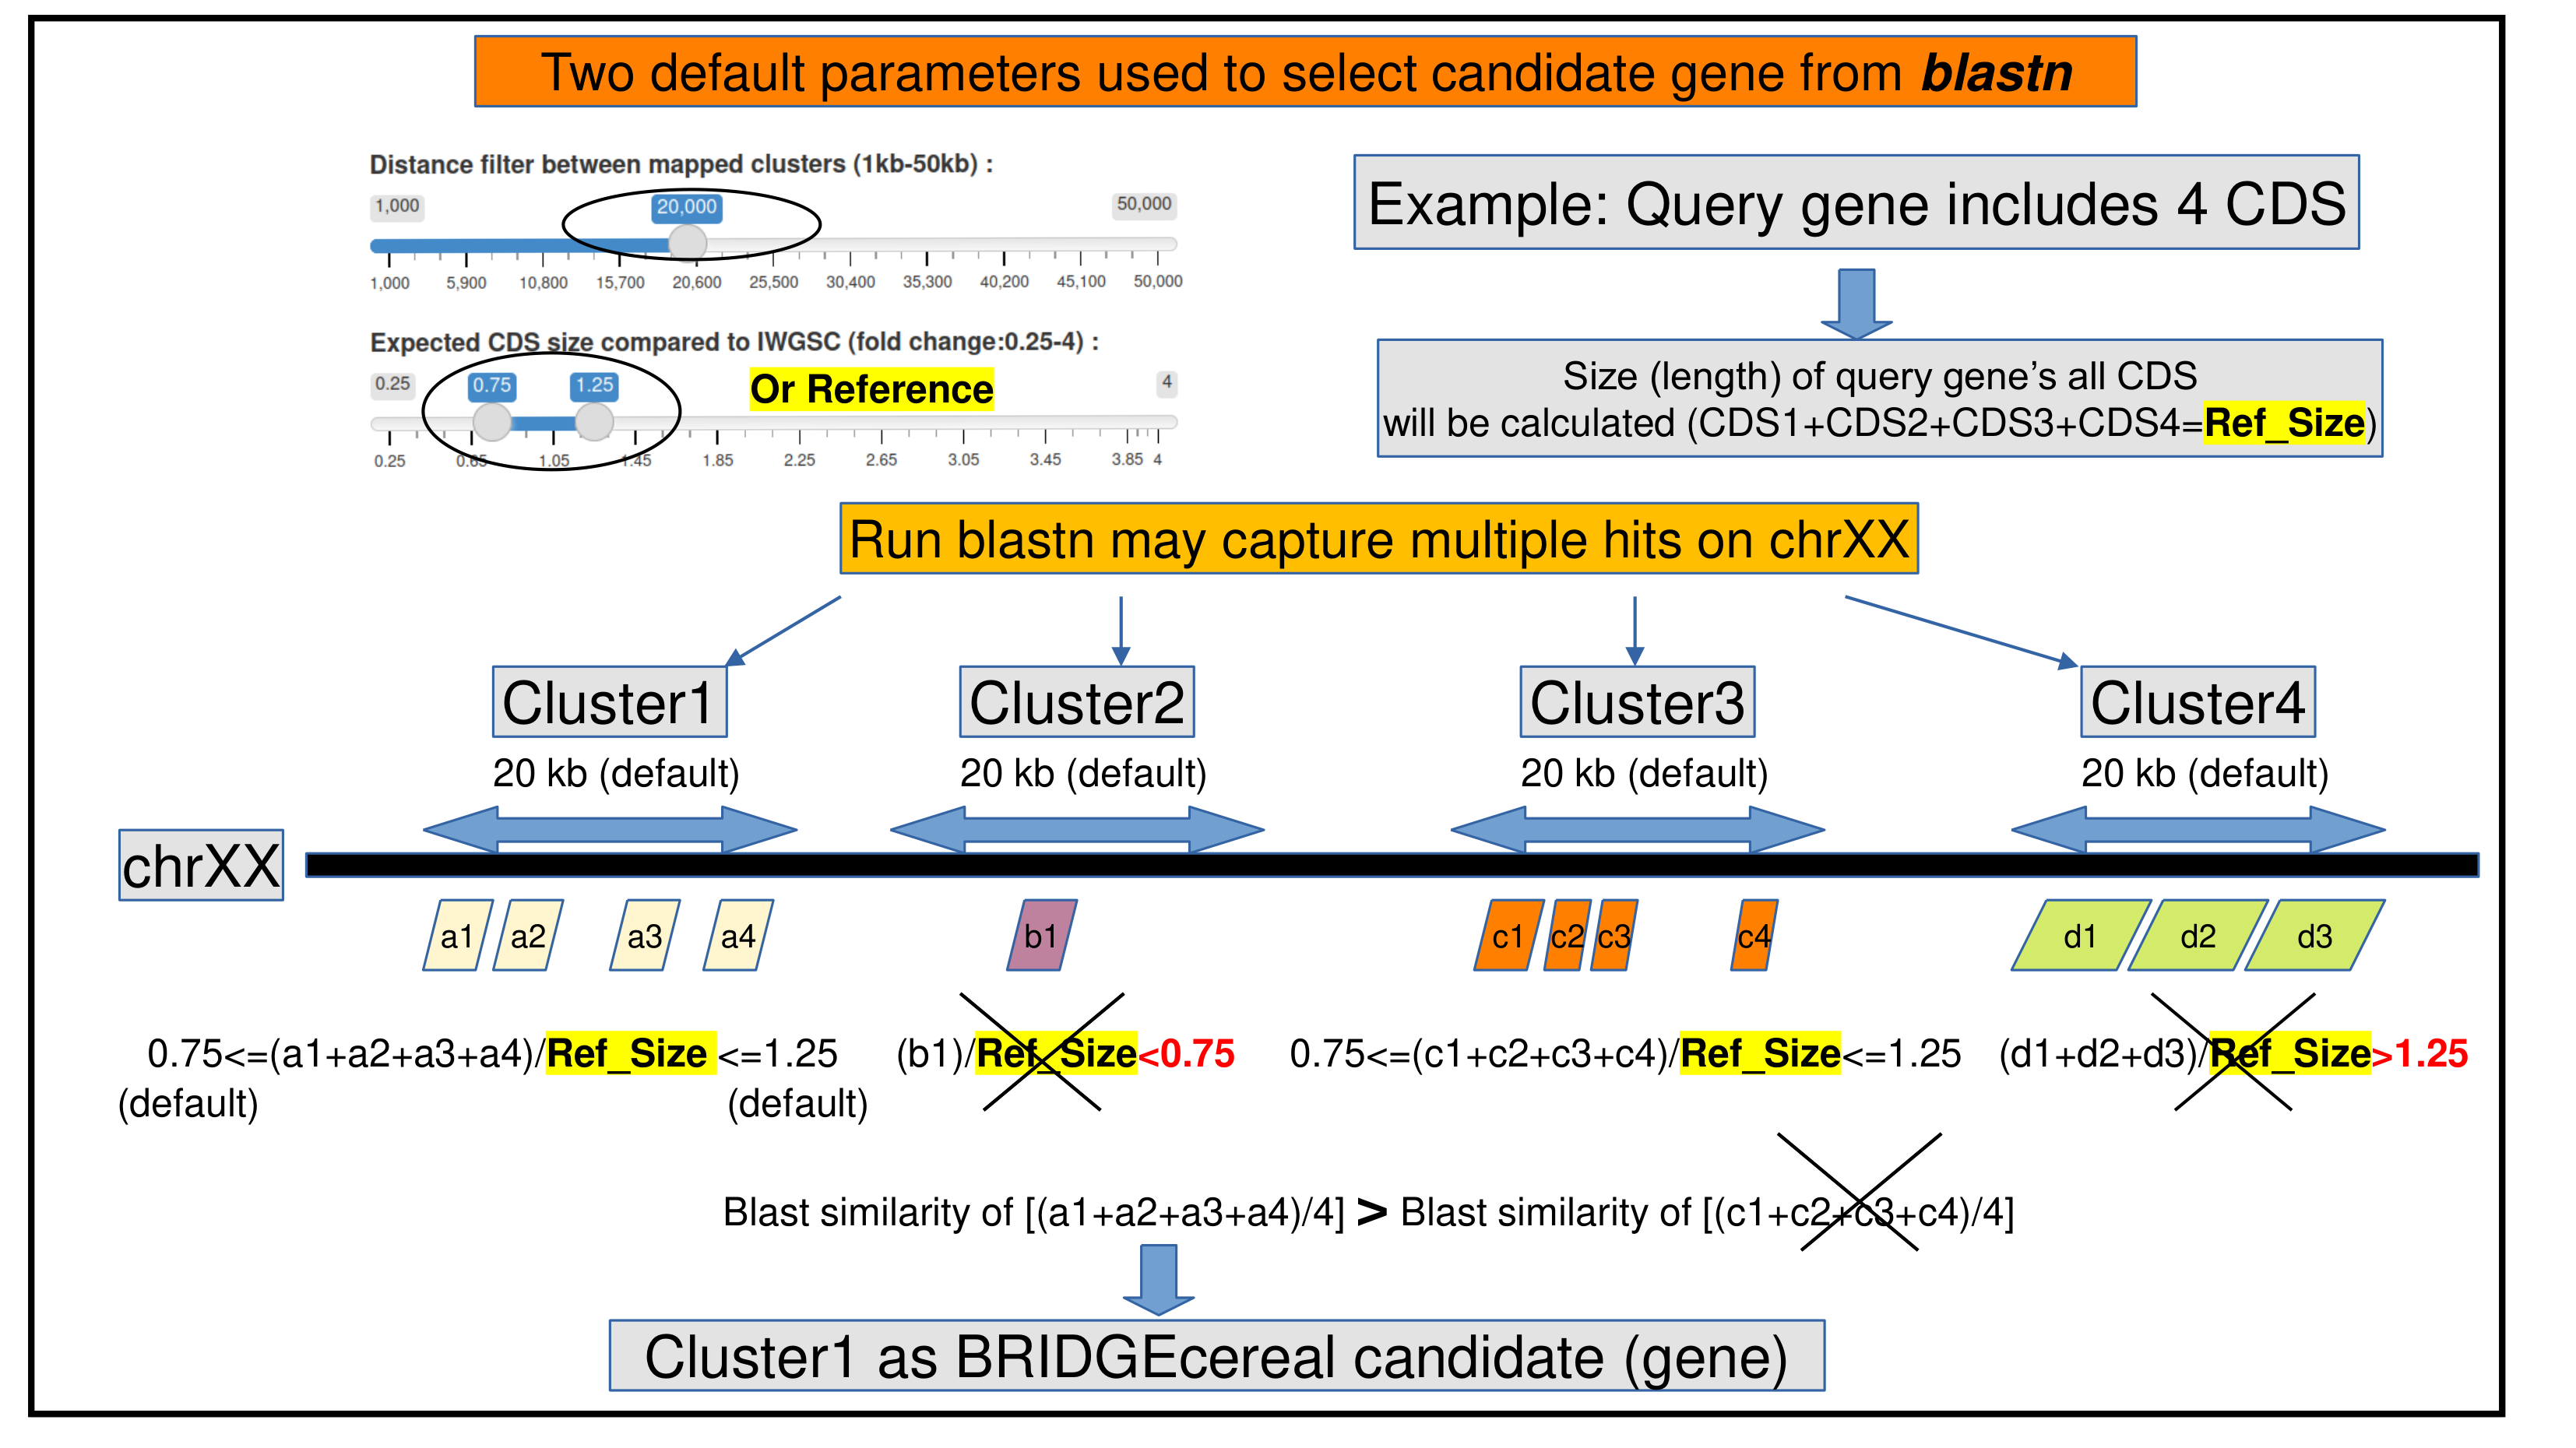 Two default parameters used to select candidate gene from blastn
Distance filter between mapped clusters (1kb-50kb) :
1,000 20,000 50,000
1,000 5,900 10,800 15,700 20,600 25,500 30,400 35,300 40,200 45,100 50,000
Expected CDS size compared to IWGSC (fold change:0.25-4) :
0.25 0.75 1.25 Or Reference 4
0.25 0.65 1.05 1.45 1.85 2.25 2.65 3.05 3.45 3.85 4
Example: Query gene includes 4 CDS
Size (length) of query gene’s all CDS
will be calculated (CDS1+CDS2+CDS3+CDS4=Ref_Size)
Run blastn may capture multiple hits on chrXX
Cluster1 Cluster2 Cluster3 Cluster4
20 kb (default) 20 kb (default) 20 kb (default) 20 kb (default)
chrXX
a1 a2 a3 a4 b1 c1 c2 c3 c4 d1 d2 d3
0.75<=(a1+a2+a3+a4)/Ref_Size <=1.25 (b1)/Ref_Size<0.75 0.75<=(c1+c2+c3+c4)/Ref_Size<=1.25 (d1+d2+d3)/Ref_Size>1.25
(default) (default)
Blast similarity of [(a1+a2+a3+a4)/4] > Blast similarity of [(c1+c2+c3+c4)/4]
Cluster1 as BRIDGEcereal candidate (gene)